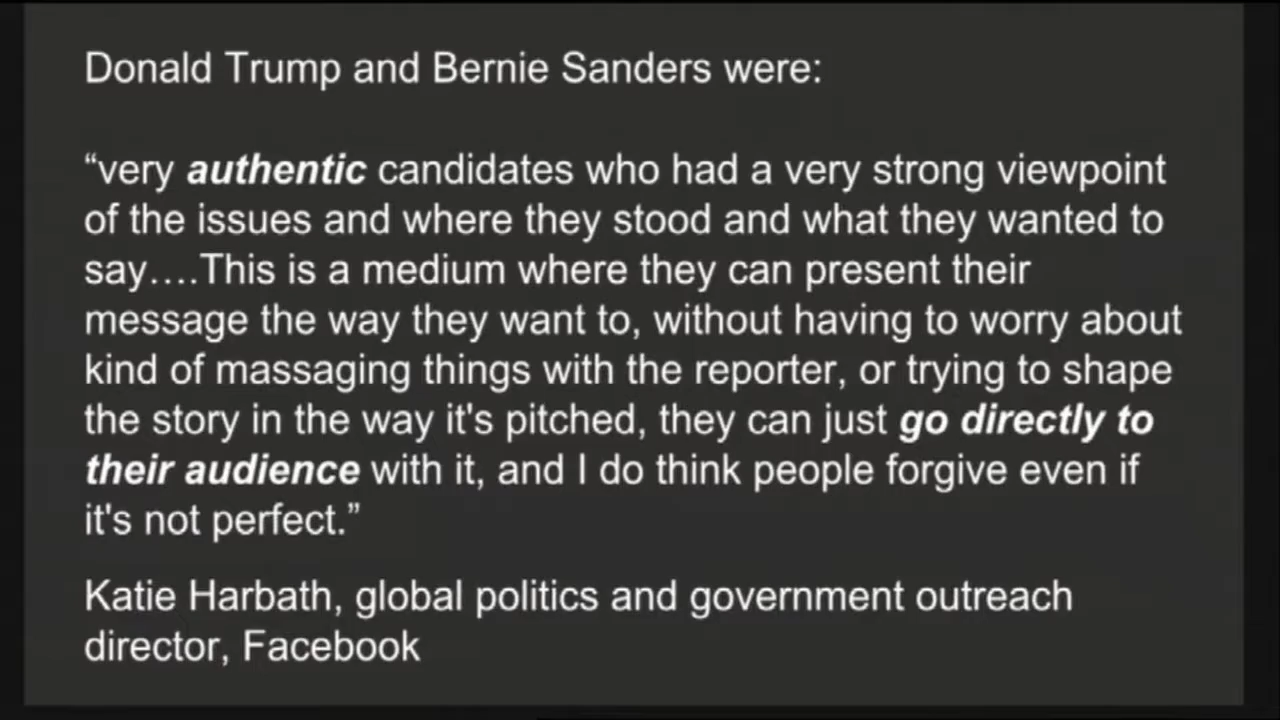 Donald Trump and Bernie Sanders were:
“very authentic candidates who had a very strong viewpoint
of the issues and where they stood and what they wanted to
say….This is a medium where they can present their
message the way they want to, without having to worry about
kind of massaging things with the reporter, or trying to shape
the story in the way it's pitched, they can just go directly to
their audience with it, and I do think people forgive even if
it's not perfect.”
Katie Harbath, global politics and government outreach
director, Facebook